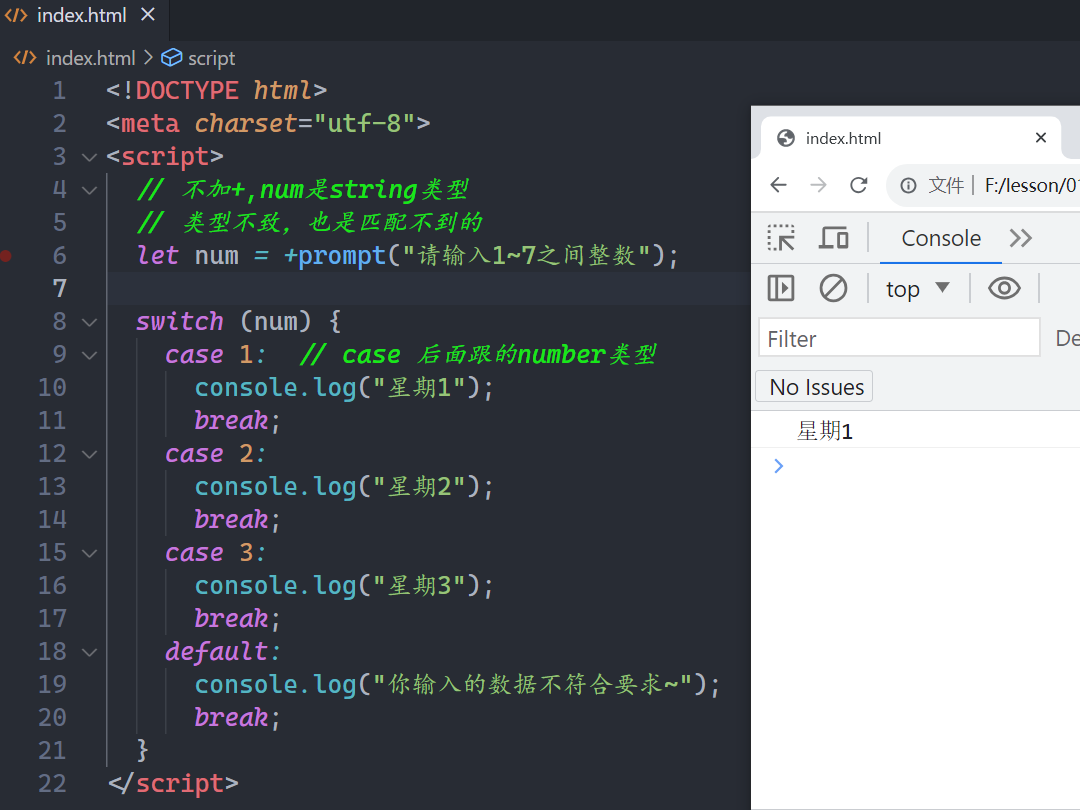 index.html
index.html > script
1 <!DOCTYPE html>
2 <meta charset="utf-8">
3 <script>
4 // 不加+,num是string类型
5 // 类型不致，也是匹配不到的
6 let num = +prompt("请输入1~7之间整数");
7
8 switch (num) {
9 case 1:  // case 后面跟的number类型
10 console.log("星期1");
11 break;
12 case 2:
13 console.log("星期2");
14 break;
15 case 3:
16 console.log("星期3");
17 break;
18 default:
19 console.log("你输入的数据不符合要求~");
20 break;
21 }
22 </script>
index.html
文件 | F:/lesson/01
Console
top
Filter
De
No Issues
星期1